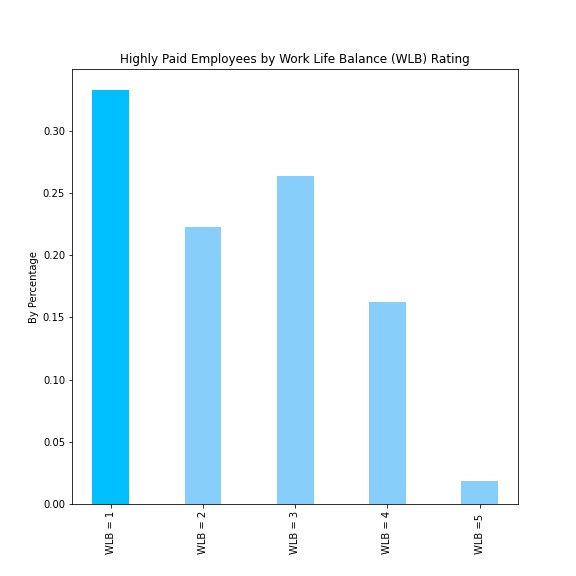 Highly Paid Employees by Work Life Balance (WLB) Rating
By Percentage
0.30
0.25
0.20
0.15
0.10
0.05
0.00
WLB = 1
WLB = 2
WLB = 3
WLB = 4
WLB =5